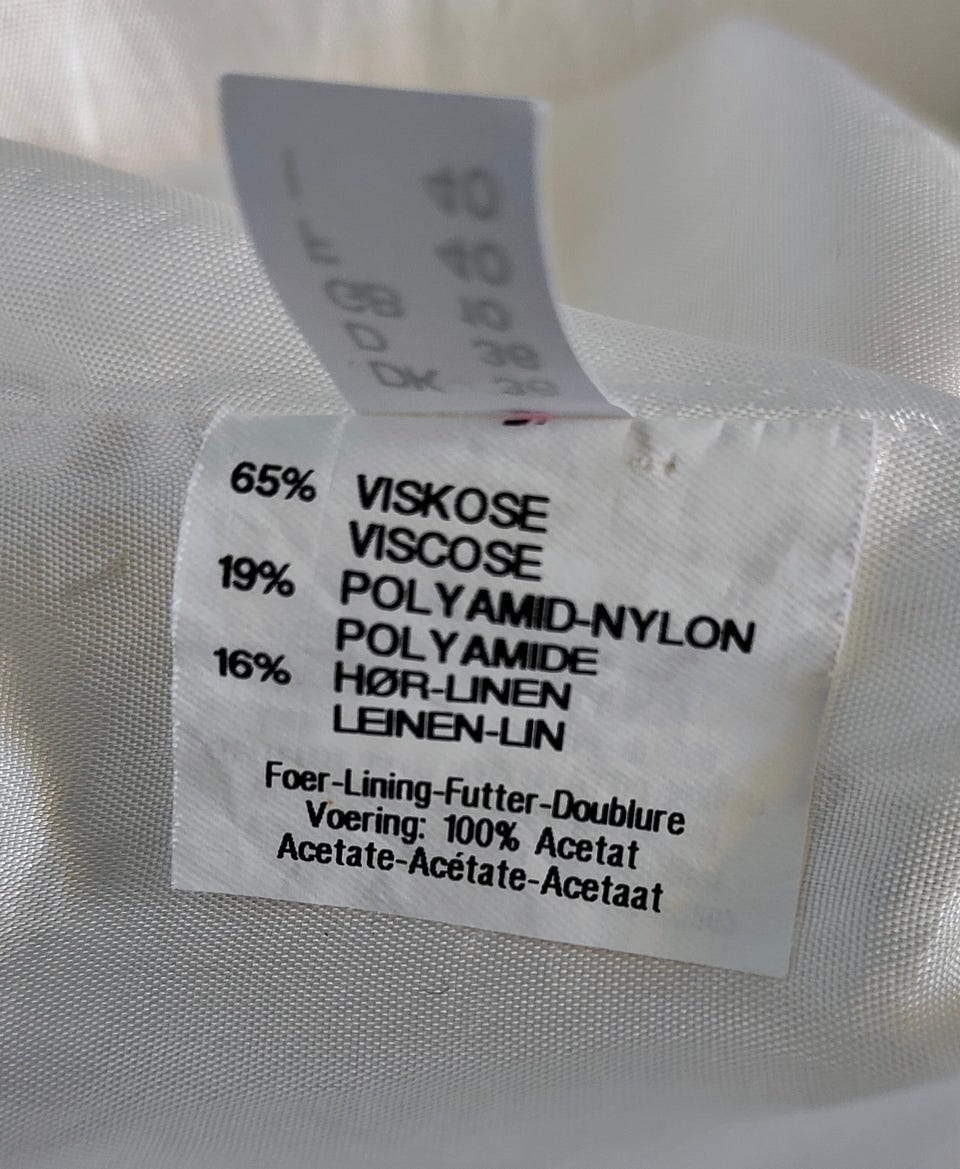 I 40
40
GB 10
D 38
DK 38
65% VISKOSE
VISCOSE
19% POLYAMID-NYLON
POLYAMIDE
16% HØR-LINEN
LEINEN-LIN
Foer-Lining-Futter-Doublure
Voering: 100% Acetat
Acetate-Acétate-Acetaat